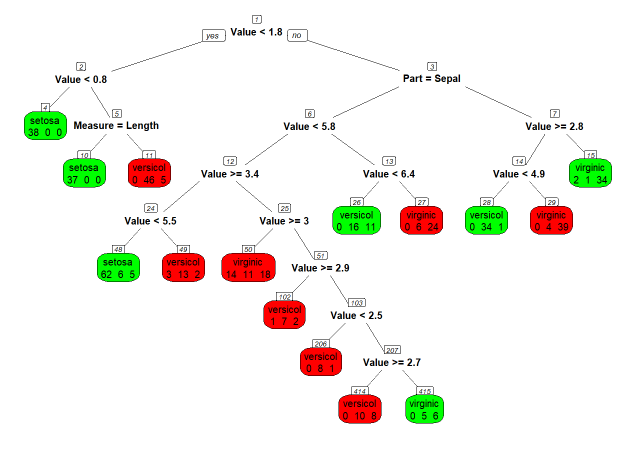 1
Value < 1.8
yes no
2
Value < 0.8
3
Part = Sepal
4
setosa
38 0 0
5
Measure = Length
6
Value < 5.8
7
Value >= 2.8
10
setosa
37 0 0
11
versicol
0 46 5
12
Value >= 3.4
13
Value < 6.4
14
Value < 4.9
15
virginic
2 1 34
24
Value < 5.5
25
Value >= 3
26
versicol
0 16 11
27
virginic
0 6 24
28
versicol
0 34 1
29
virginic
0 4 39
48
setosa
62 6 5
49
versicol
3 13 2
50
virginic
14 11 16
51
Value >= 2.9
102
versicol
1 7 2
103
Value < 2.5
206
versicol
0 8 1
207
Value >= 2.7
414
versicol
0 10 6
415
virginic
0 5 6